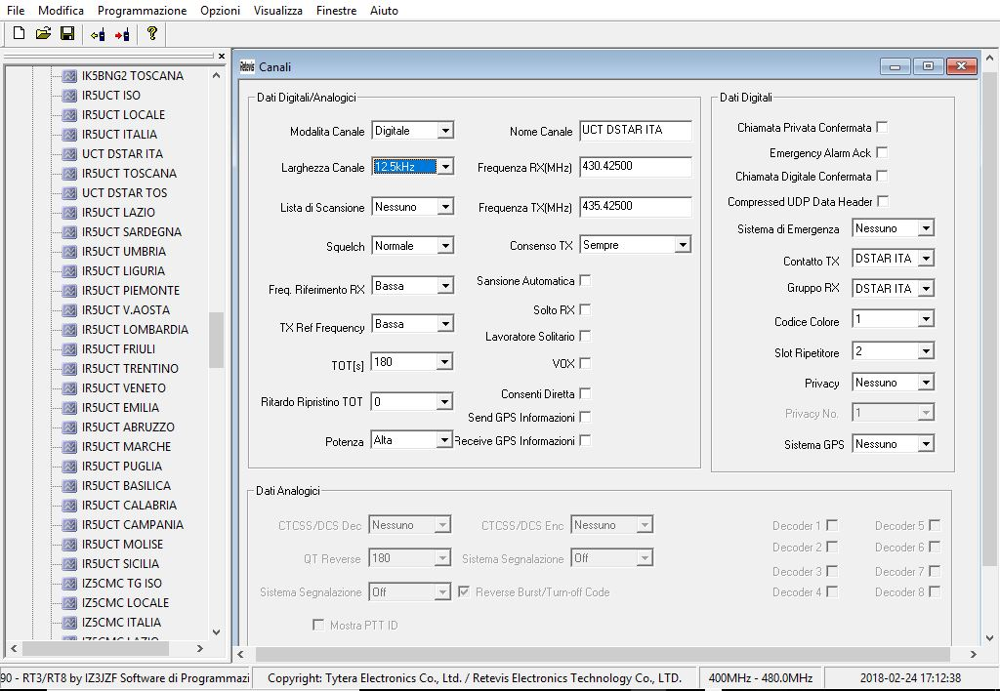 File Modifica Programmazione Opzioni Visualizza Finestre Aiuto
IK5BNG2 TOSCANA
IR5UCT ISO
IR5UCT LOCALE
IR5UCT ITALIA
UCT DSTAR ITA
IR5UCT TOSCANA
UCT DSTAR TOS
IR5UCT LAZIO
IR5UCT SARDEGNA
IR5UCT UMBRIA
IR5UCT LIGURIA
IR5UCT PIEMONTE
IR5UCT V.AOSTA
IR5UCT LOMBARDIA
IR5UCT FRIULI
IR5UCT TRENTINO
IR5UCT VENETO
IR5UCT EMILIA
IR5UCT ABRUZZO
IR5UCT MARCHE
IR5UCT PUGLIA
IR5UCT BASILICA
IR5UCT CALABRIA
IR5UCT CAMPANIA
IR5UCT MOLISE
IR5UCT SICILIA
IZ5CMC TG ISO
IZ5CMC LOCALE
IZ5CMC ITALIA
IZ5CMC LAZIO
Retevis Canali
Dati Digitali/Analogici
Modalita Canale Digitale
Larghezza Canale 12.5kHz
Lista di Scansione Nessuno
Squelch Normale
Freq. Riferimento RX Bassa
TX Ref Frequency Bassa
TOT[s] 180
Ritardo Ripristino TOT 0
Potenza Alta
Nome Canale UCT DSTAR ITA
Frequenza RX(MHz) 430.42500
Frequenza TX(MHz) 435.42500
Consenso TX Sempre
Sansione Automatica
Solto RX
Lavoratore Solitario
VOX
Consenti Diretta
Send GPS Informazioni
Receive GPS Informazioni
Dati Digitali
Chiamata Privata Confermata
Emergency Alarm Ack
Chiamata Digitale Confermata
Compressed UDP Data Header
Sistema di Emergenza Nessuno
Contatto TX DSTAR ITA
Gruppo RX DSTAR ITA
Codice Colore 1
Slot Ripetitore 2
Privacy Nessuno
Privacy No. 1
Sistema GPS Nessuno
Dati Analogici
CTCSS/DCS Dec Nessuno CTCSS/DCS Enc Nessuno
QT Reverse 180 Sistema Segnalazione Off
Sistema Segnalazione Off Reverse Burst/Turn-off Code
Mostra PTT ID
Decoder 1 Decoder 5
Decoder 2 Decoder 6
Decoder 3 Decoder 7
Decoder 4 Decoder 8
90 - RT3/RT8 by IZ3JZF Software di Programmazi Copyright: Tytera Electronics Co., Ltd. / Retevis Electronics Technology Co., LTD. 400MHz - 480.0MHz 2018-02-24 17:12:38